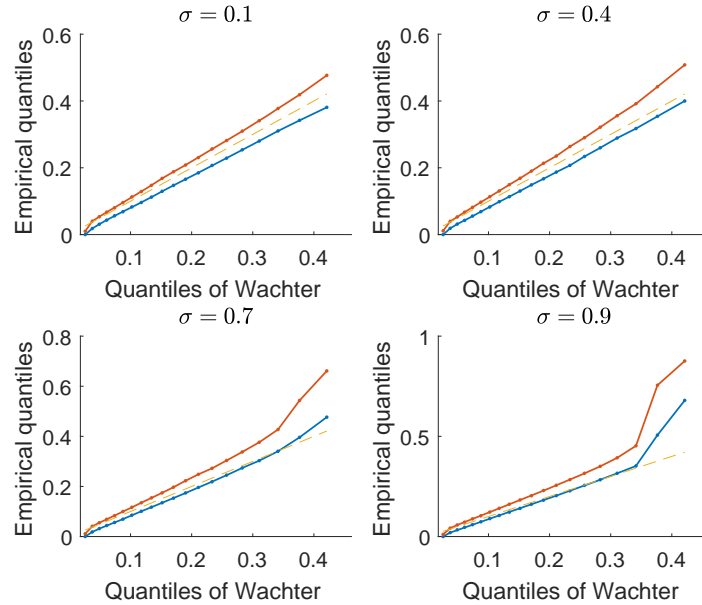 σ = 0.1
0.6
0.4
0.2
0
Empirical quantiles
0.1 0.2 0.3 0.4
Quantiles of Wachter
σ = 0.4
0.6
0.4
0.2
0
Empirical quantiles
0.1 0.2 0.3 0.4
Quantiles of Wachter
σ = 0.7
0.8
0.6
0.4
0.2
0
Empirical quantiles
0.1 0.2 0.3 0.4
Quantiles of Wachter
σ = 0.9
1
0.5
0
Empirical quantiles
0.1 0.2 0.3 0.4
Quantiles of Wachter